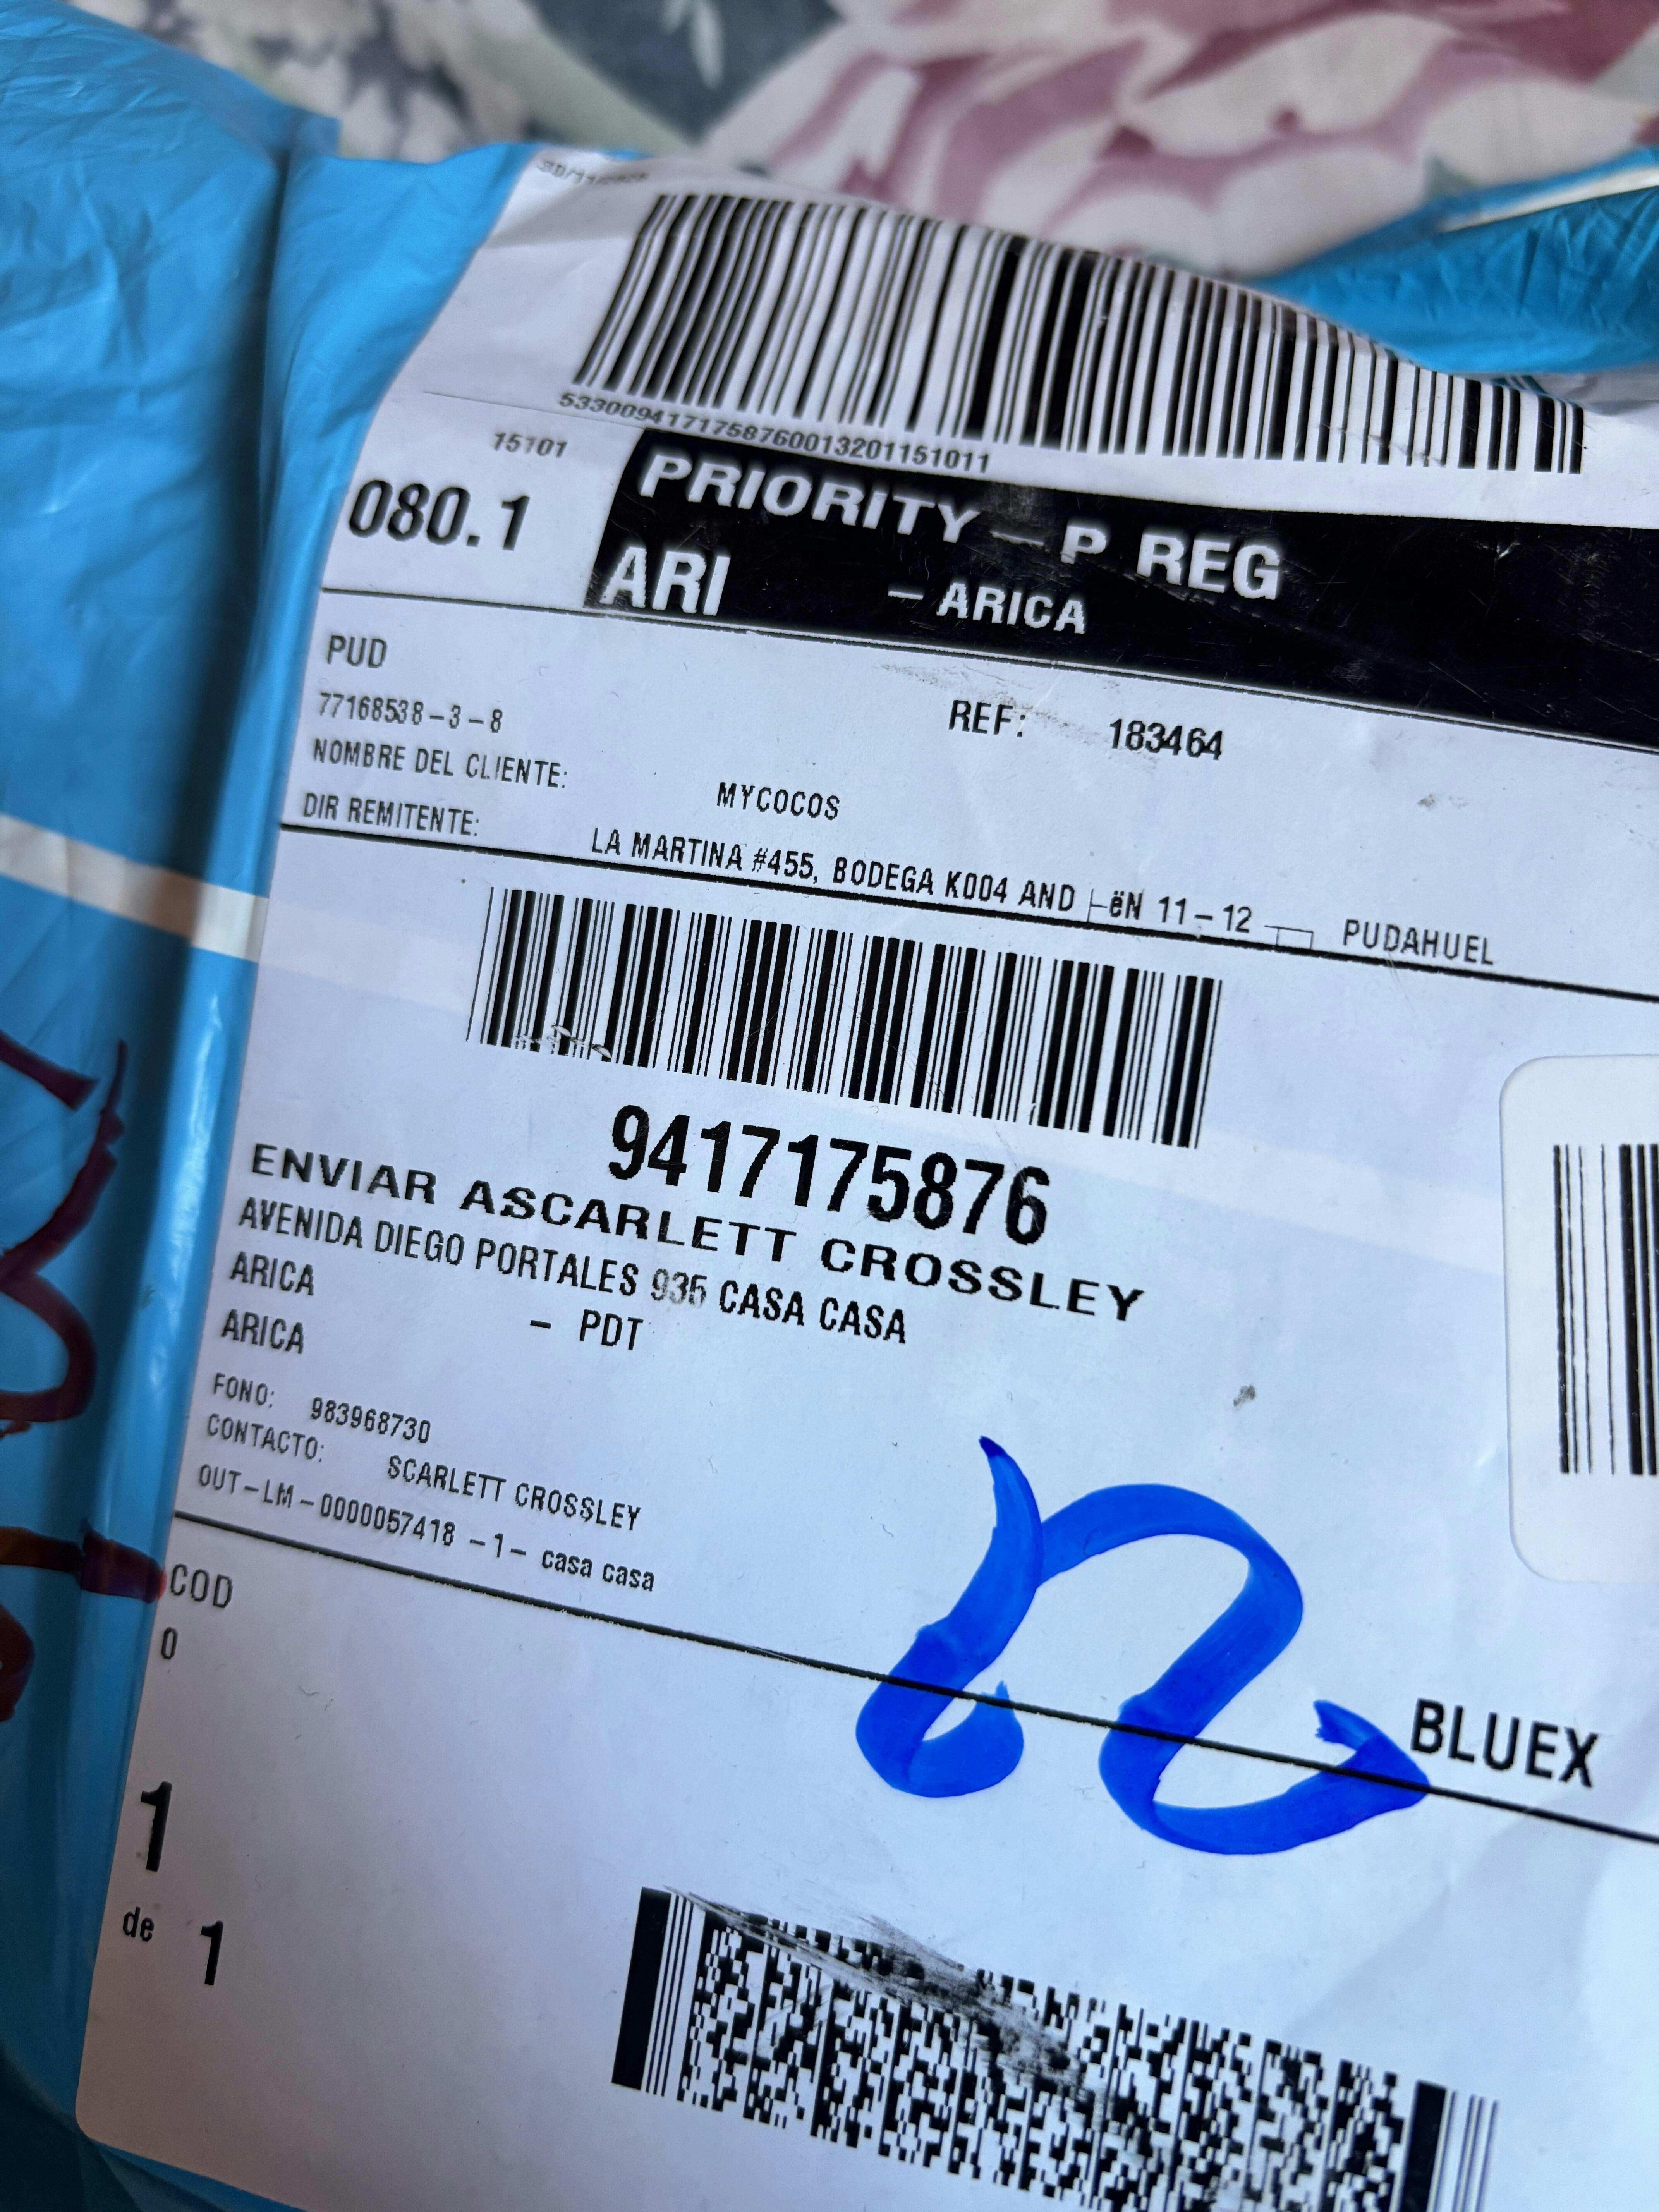 5330094171758760013201151011
15101
080.1
PRIORITY - P REG
ARI - ARICA
PUD
77168538-3-8
REF: 183464
NOMBRE DEL CLIENTE: MYCOCOS
DIR REMITENTE: LA MARTINA #455, BODEGA K004 AND ├ëN 11-12 PUDAHUEL
9417175876
ENVIAR ASCARLETT CROSSLEY
AVENIDA DIEGO PORTALES 935 CASA CASA
ARICA
ARICA - PDT
FONO: 983968730
CONTACTO: SCARLETT CROSSLEY
OUT-LM-0000057418 -1- casa casa
COD
0
BLUEX
1
de 1